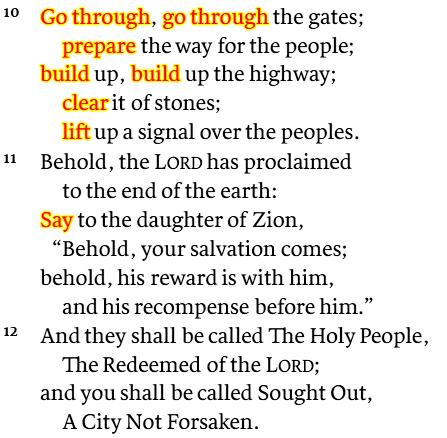 10 Go through, go through the gates;
prepare the way for the people;
build up, build up the highway;
clear it of stones;
lift up a signal over the peoples.
11 Behold, the LORD has proclaimed
to the end of the earth:
Say to the daughter of Zion,
“Behold, your salvation comes;
behold, his reward is with him,
and his recompense before him.”
12 And they shall be called The Holy People,
The Redeemed of the LORD;
and you shall be called Sought Out,
A City Not Forsaken.